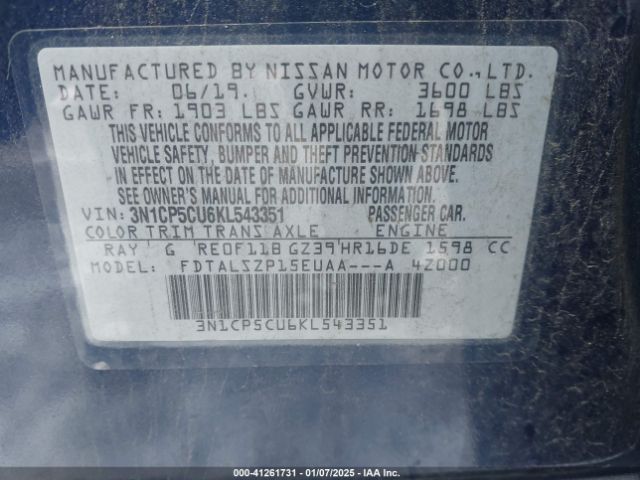 MANUFACTURED BY NISSAN MOTOR CO.,LTD.
DATE: 06/19. GVWR: 3600 LBS
GAWR FR: 1903 LBS GAWR RR: 1698 LBS
THIS VEHICLE CONFORMS TO ALL APPLICABLE FEDERAL MOTOR
VEHICLE SAFETY, BUMPER AND THEFT PREVENTION STANDARDS
IN EFFECT ON THE DATE OF MANUFACTURE SHOWN ABOVE.
SEE OWNER'S MANUAL FOR ADDITIONAL INFORMATION.
VIN: 3N1CP5CU6KL543351 PASSENGER CAR.
COLOR TRIM TRANS AXLE ENGINE
RAY G RE0F11B GZ39 HR16DE 1598 CC
MODEL: FDTALSZP15EUAA---A 4Z000
3N1CP5CU6KL543351
000-41261731 - 01/07/2025 - IAAI.COM